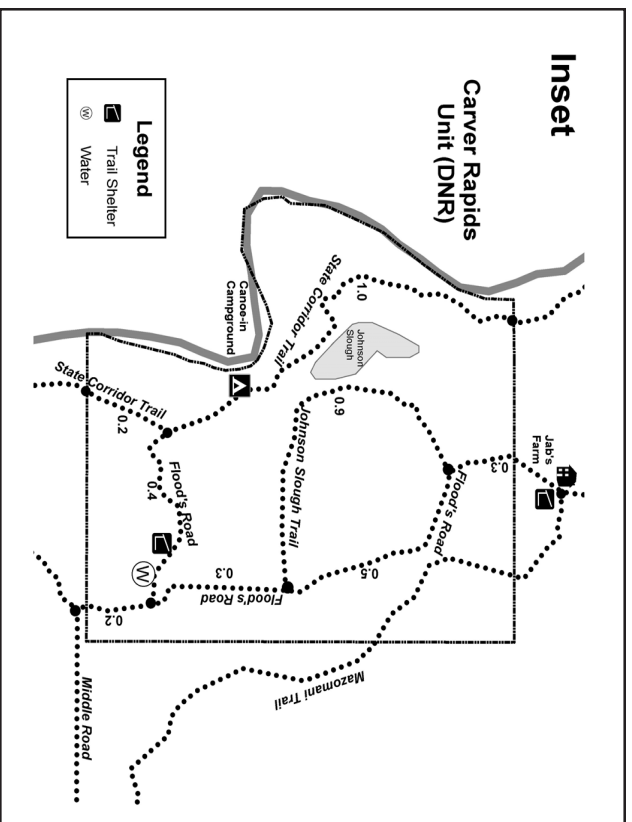 Inset
Carver Rapids
Unit (DNR)
Legend
Trail Shelter
W
Water
Canoe-in
Campground
State Corridor Trail
1.0
Johnson
Slough
0.9
Johnson Slough Trail
Jab's
Farm
0.3
Flood's Road
0.5
State Corridor Trail
0.2
Flood's Road
0.4
W
0.3
Flood's Road
0.2
Mazomani Trail
Middle Road